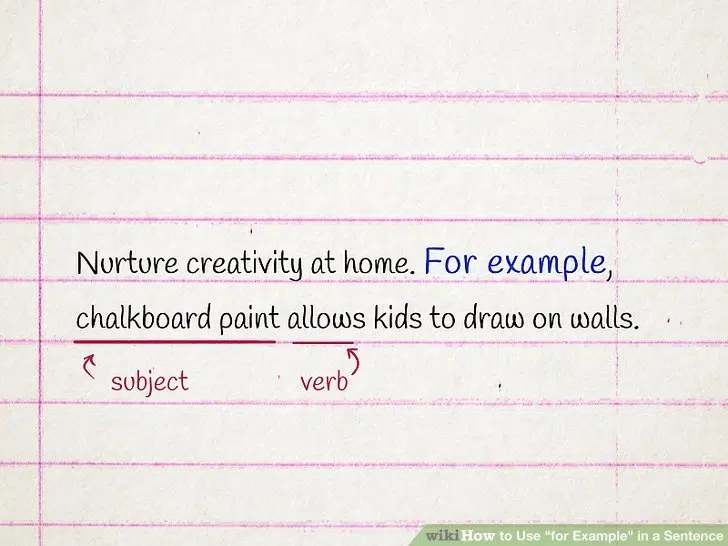 Nurture creativity at home. For example,
chalkboard paint allows kids to draw on walls.
subject verb
wikiHow to Use "for Example" in a Sentence